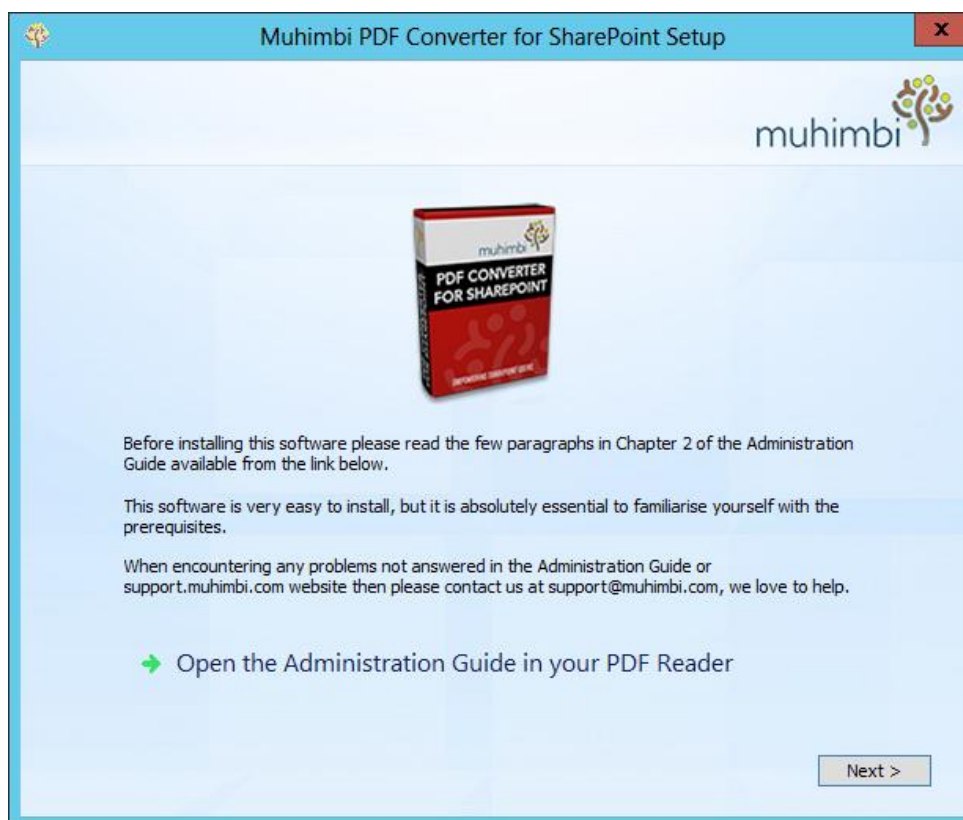 Muhimbi PDF Converter for SharePoint Setup
x
muhimbi
muhimbi
PDF CONVERTER
FOR SHAREPOINT
Before installing this software please read the few paragraphs in Chapter 2 of the Administration
Guide available from the link below.
This software is very easy to install, but it is absolutely essential to familiarise yourself with the
prerequisites.
When encountering any problems not answered in the Administration Guide or
support.muhimbi.com website then please contact us at support@muhimbi.com, we love to help.
Open the Administration Guide in your PDF Reader
Next >